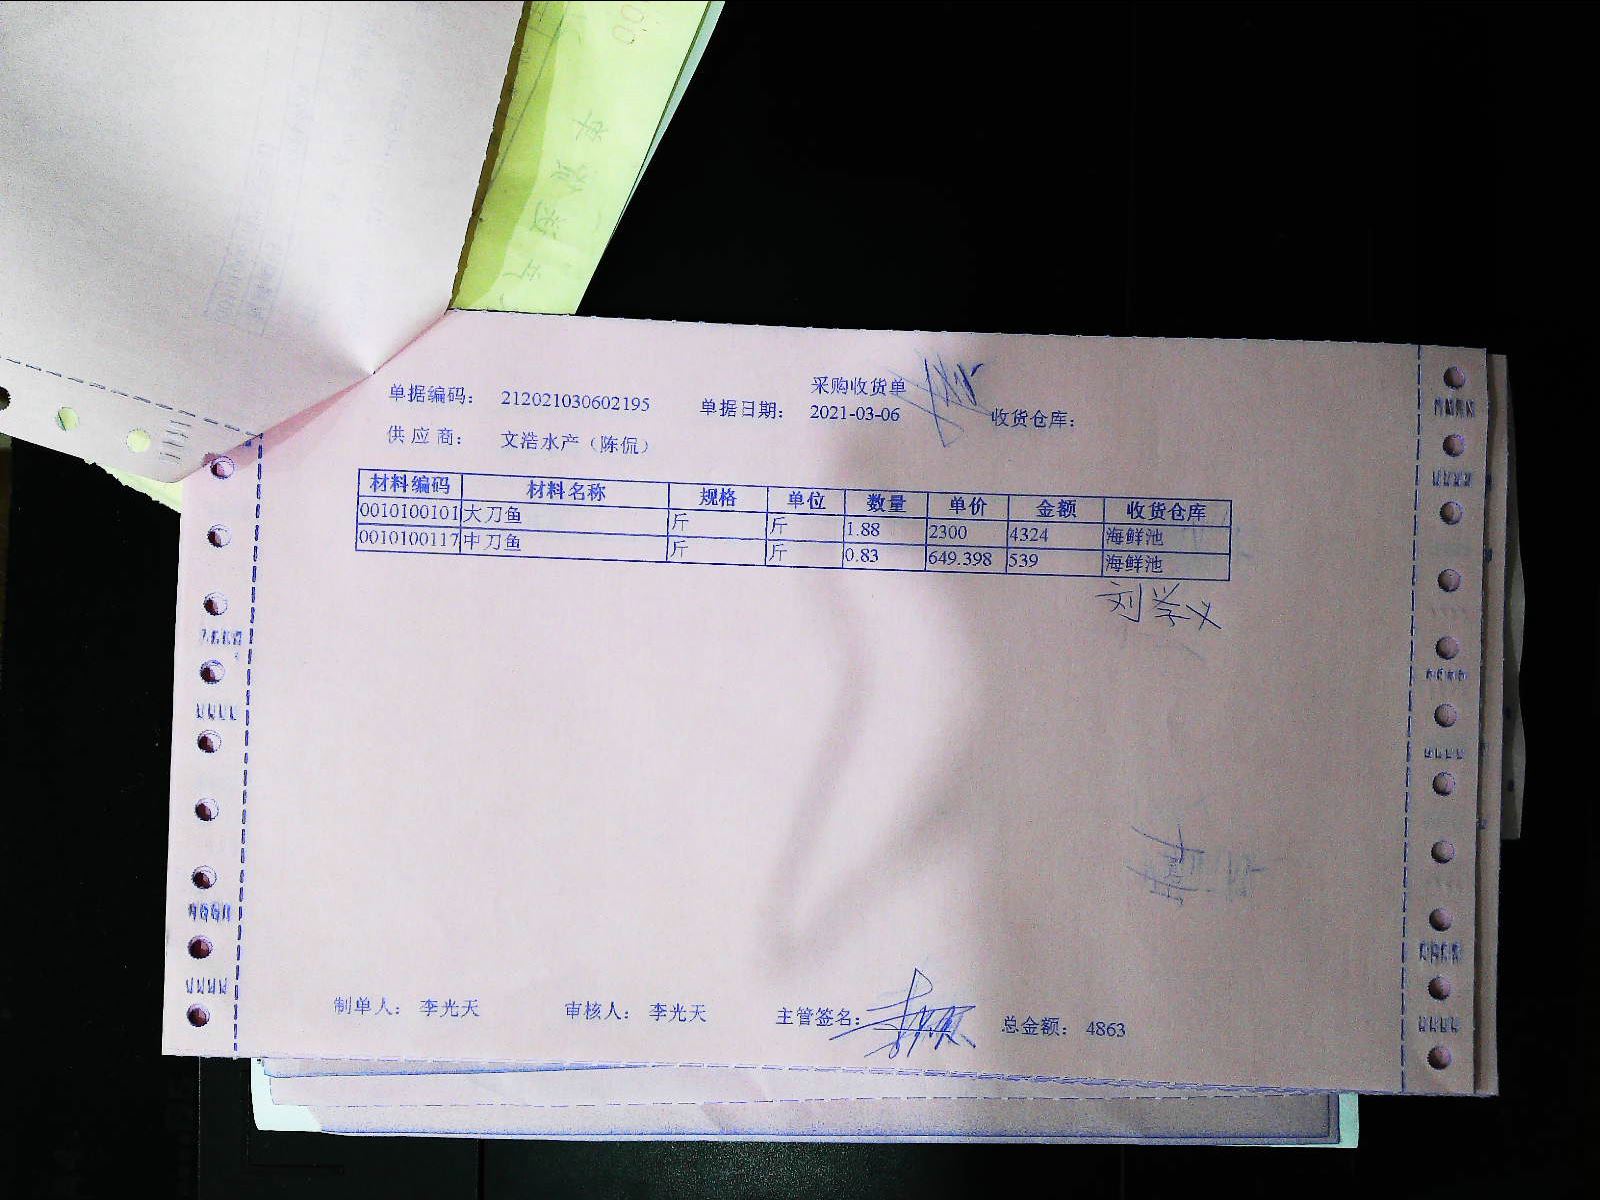 采购收货单
单据编码： 212021030602195 单据日期： 2021-03-06 收货仓库：
供 应 商： 文浩水产（陈侃）
材料编码 材料名称 规格 单位 数量 单价 金额 收货仓库
0010100101 大刀鱼 斤 斤 1.88 2300 4324 海鲜池
0010100117 中刀鱼 斤 斤 0.83 649.398 539 海鲜池
刘学义
制单人： 李光天 审核人： 李光天 主管签名： 总金额： 4863